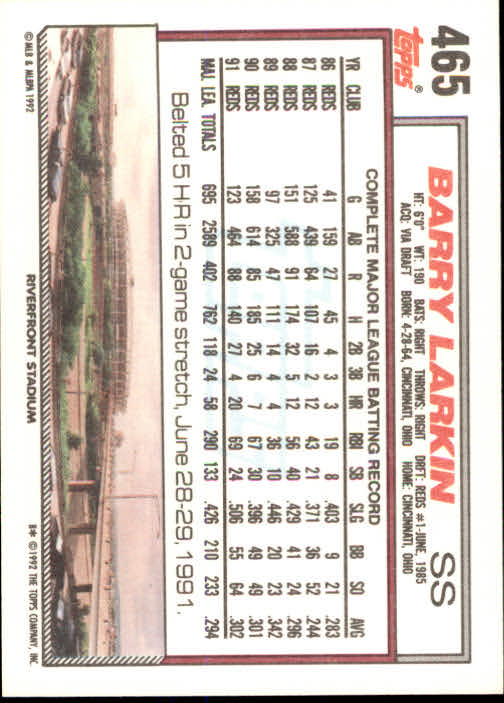 465
topps®
BARRY LARKIN SS
HT: 6'0" WT: 190 BATS: RIGHT THROWS: RIGHT DRFT: REDS #1-JUNE, 1985
ACQ: VIA DRAFT BORN: 4-28-64, CINCINNATI, OHIO HOME: CINCINNATI, OHIO
COMPLETE MAJOR LEAGUE BATTING RECORD
YR CLUB G AB R H 2B 3B HR RBI SB SLG BB SO AVG
86 REDS 41 159 27 45 4 3 3 19 8 .403 9 21 .283
87 REDS 125 439 64 107 16 2 12 43 21 .371 36 52 .244
88 REDS 151 588 91 174 32 5 12 56 40 .429 41 24 .296
89 REDS 97 325 47 111 14 4 4 36 10 .446 20 23 .342
90 REDS 158 614 85 185 25 6 7 67 30 .396 49 49 .301
91 REDS 123 464 88 140 27 4 20 69 24 .506 55 64 .302
MAJ. LEA. TOTALS 695 2589 402 762 118 24 58 290 133 .426 210 233 .294
Belted 5 HR in 2-game stretch, June 28-29, 1991.
©MLB & MLBPA 1992
RIVERFRONT STADIUM
B* ©1992 THE TOPPS COMPANY, INC.